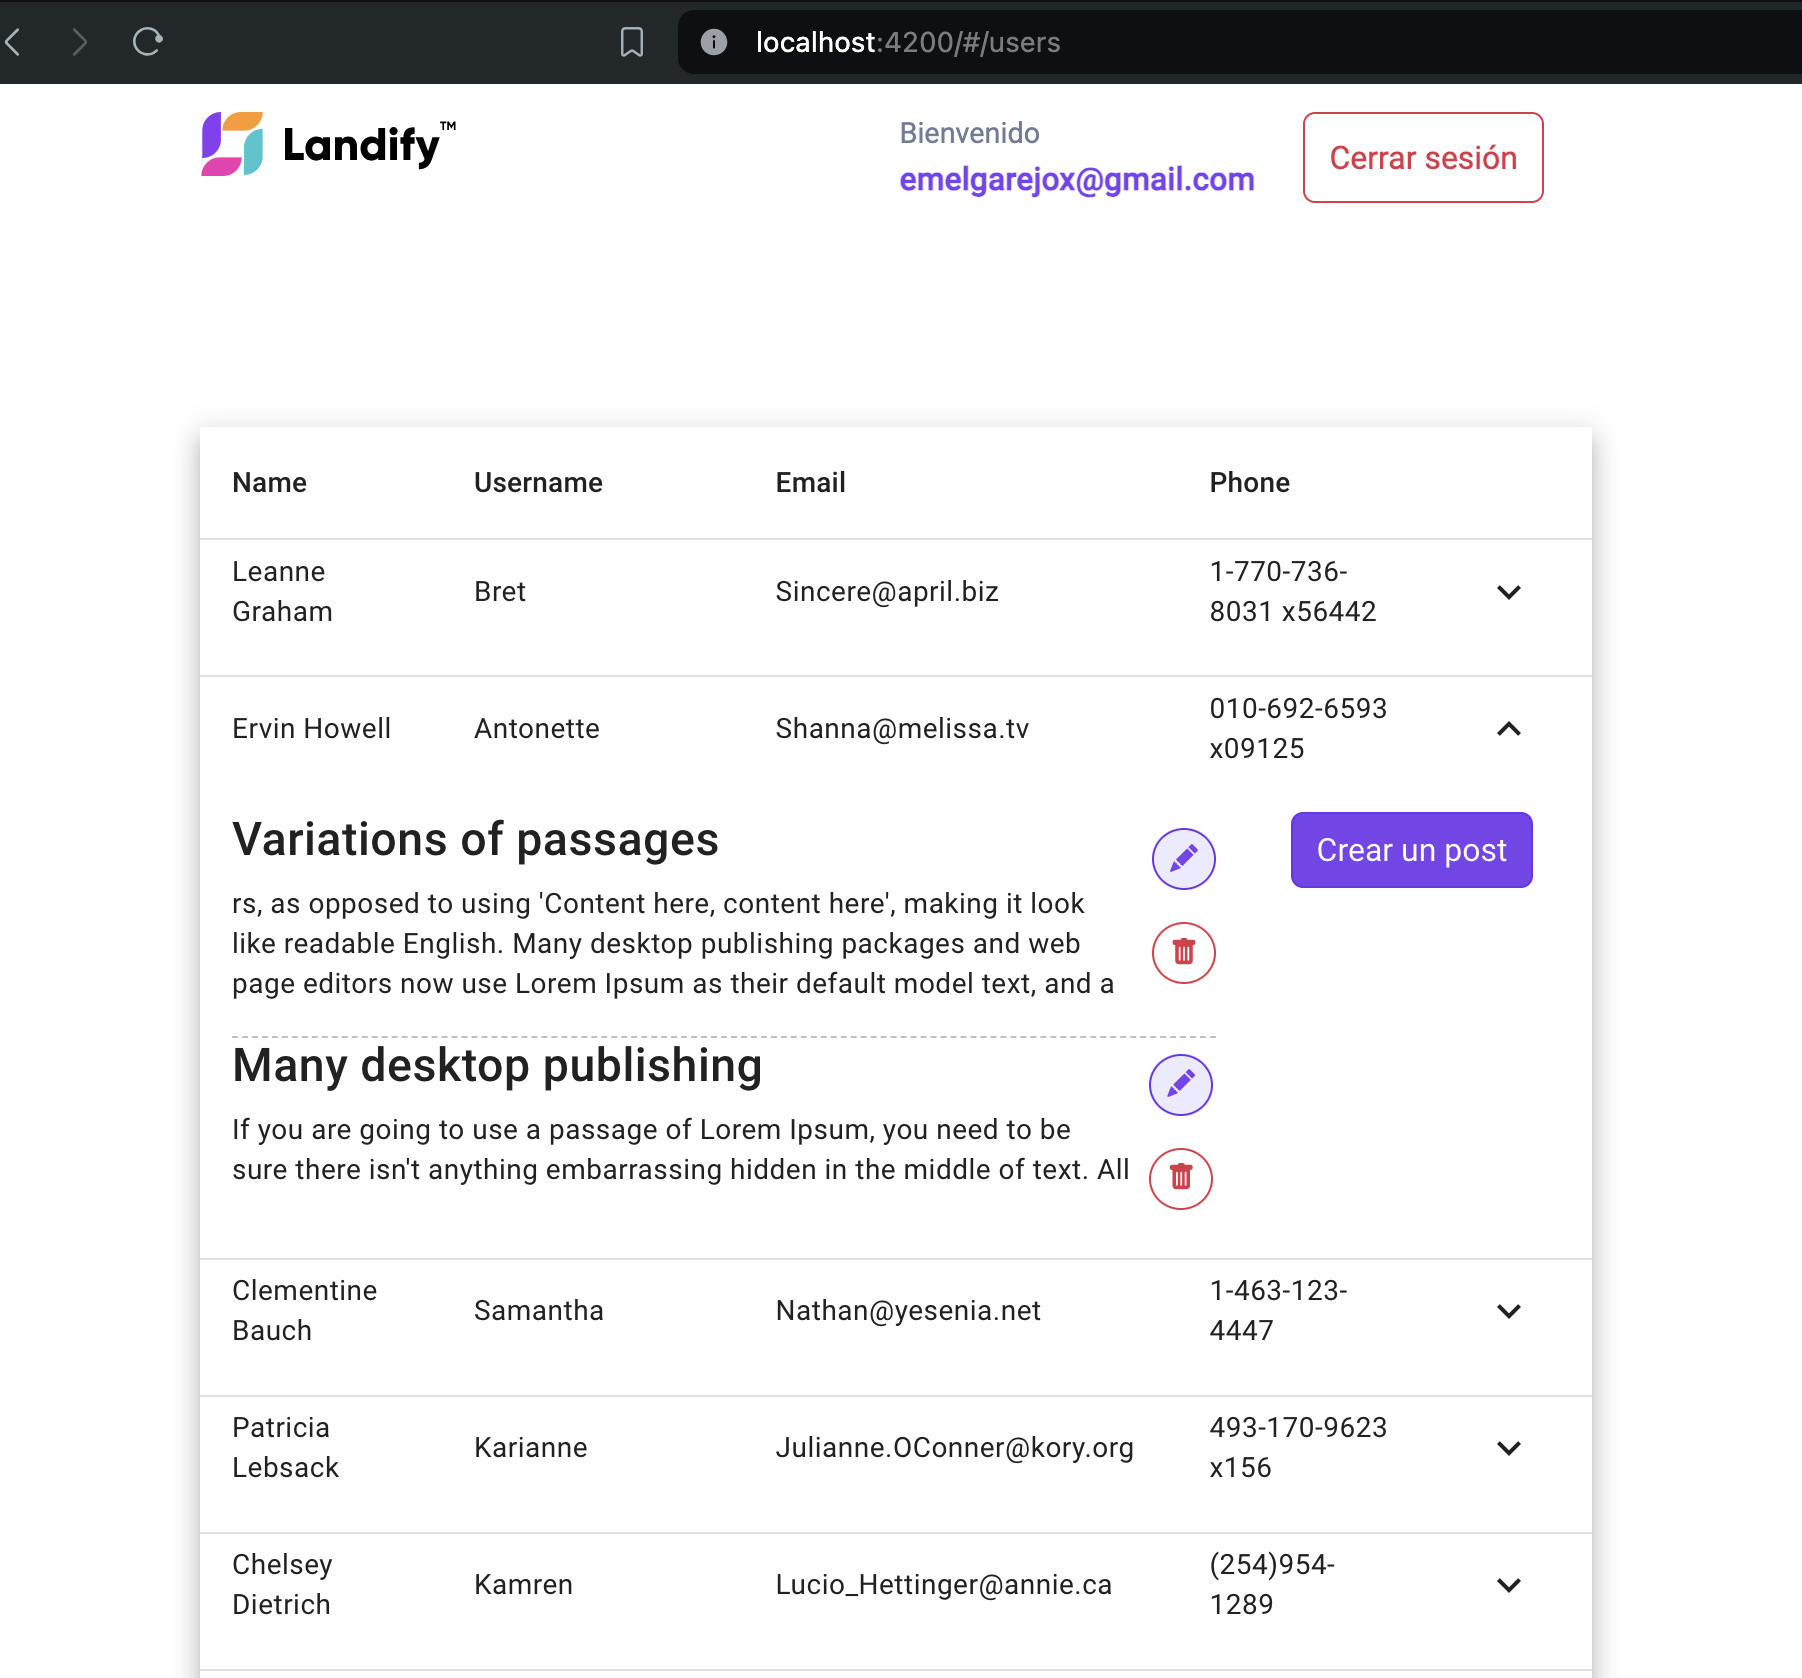 localhost:4200/#/users
Landify™
Bienvenido
emelgarejox@gmail.com
Cerrar sesión
Name Username Email Phone
Leanne Graham Bret Sincere@april.biz 1-770-736-8031 x56442
Ervin Howell Antonette Shanna@melissa.tv 010-692-6593 x09125
Variations of passages
Crear un post
rs, as opposed to using 'Content here, content here', making it look
like readable English. Many desktop publishing packages and web
page editors now use Lorem Ipsum as their default model text, and a
Many desktop publishing
If you are going to use a passage of Lorem Ipsum, you need to be
sure there isn't anything embarrassing hidden in the middle of text. All
Clementine Bauch Samantha Nathan@yesenia.net 1-463-123-4447
Patricia Lebsack Karianne Julianne.OConner@kory.org 493-170-9623 x156
Chelsey Dietrich Kamren Lucio_Hettinger@annie.ca (254)954-1289